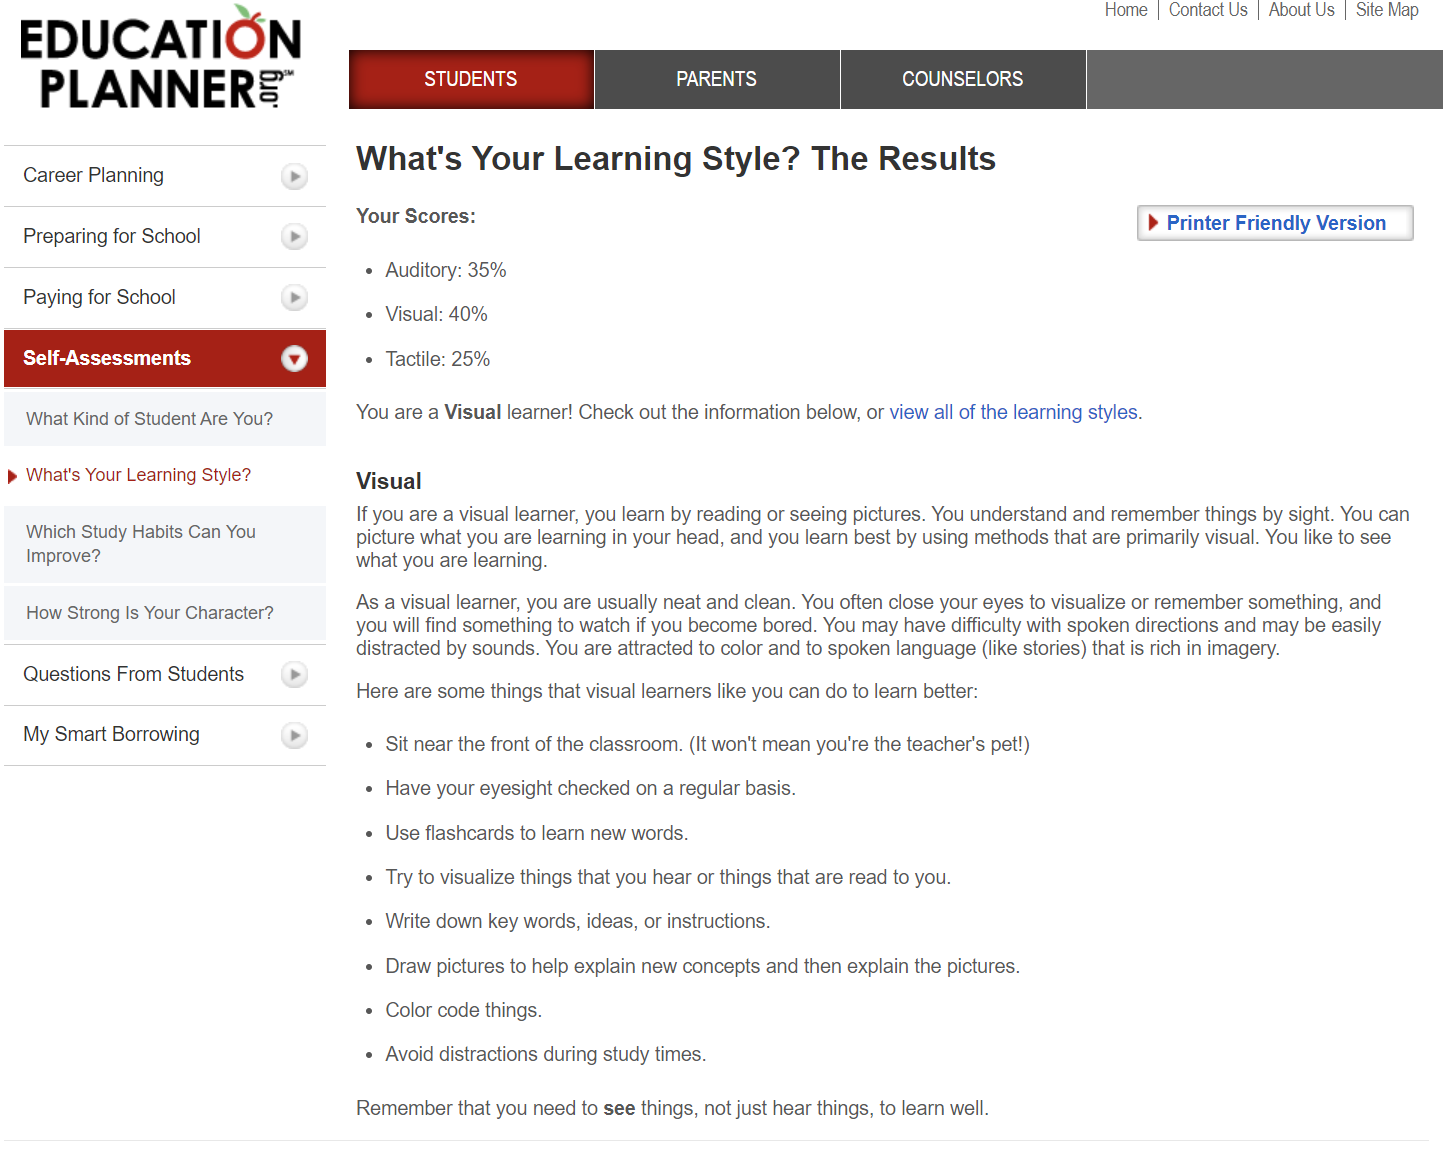 EDUCATION
PLANNER.org SM
Home | Contact Us | About Us | Site Map
STUDENTS
PARENTS
COUNSELORS
Career Planning
Preparing for School
Paying for School
Self-Assessments
What Kind of Student Are You?
What's Your Learning Style?
Which Study Habits Can You
Improve?
How Strong Is Your Character?
Questions From Students
My Smart Borrowing
What's Your Learning Style? The Results
Your Scores:
Printer Friendly Version
• Auditory: 35%
• Visual: 40%
• Tactile: 25%
You are a Visual learner! Check out the information below, or view all of the learning styles.
Visual
If you are a visual learner, you learn by reading or seeing pictures. You understand and remember things by sight. You can
picture what you are learning in your head, and you learn best by using methods that are primarily visual. You like to see
what you are learning.
As a visual learner, you are usually neat and clean. You often close your eyes to visualize or remember something, and
you will find something to watch if you become bored. You may have difficulty with spoken directions and may be easily
distracted by sounds. You are attracted to color and to spoken language (like stories) that is rich in imagery.
Here are some things that visual learners like you can do to learn better:
• Sit near the front of the classroom. (It won't mean you're the teacher's pet!)
• Have your eyesight checked on a regular basis.
• Use flashcards to learn new words.
• Try to visualize things that you hear or things that are read to you.
• Write down key words, ideas, or instructions.
• Draw pictures to help explain new concepts and then explain the pictures.
• Color code things.
• Avoid distractions during study times.
Remember that you need to see things, not just hear things, to learn well.